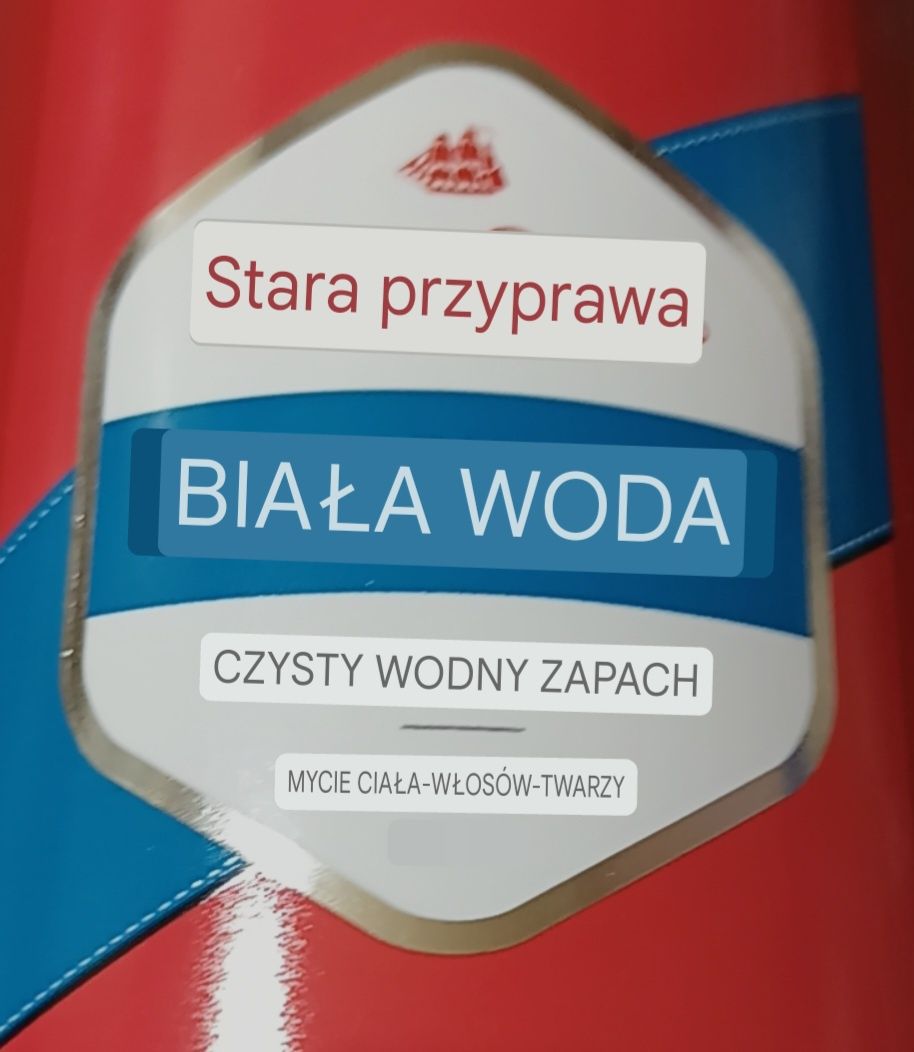 Stara przyprawa
BIAŁA WODA
CZYSTY WODNY ZAPACH
MYCIE CIAŁA-WŁOSÓW-TWARZY